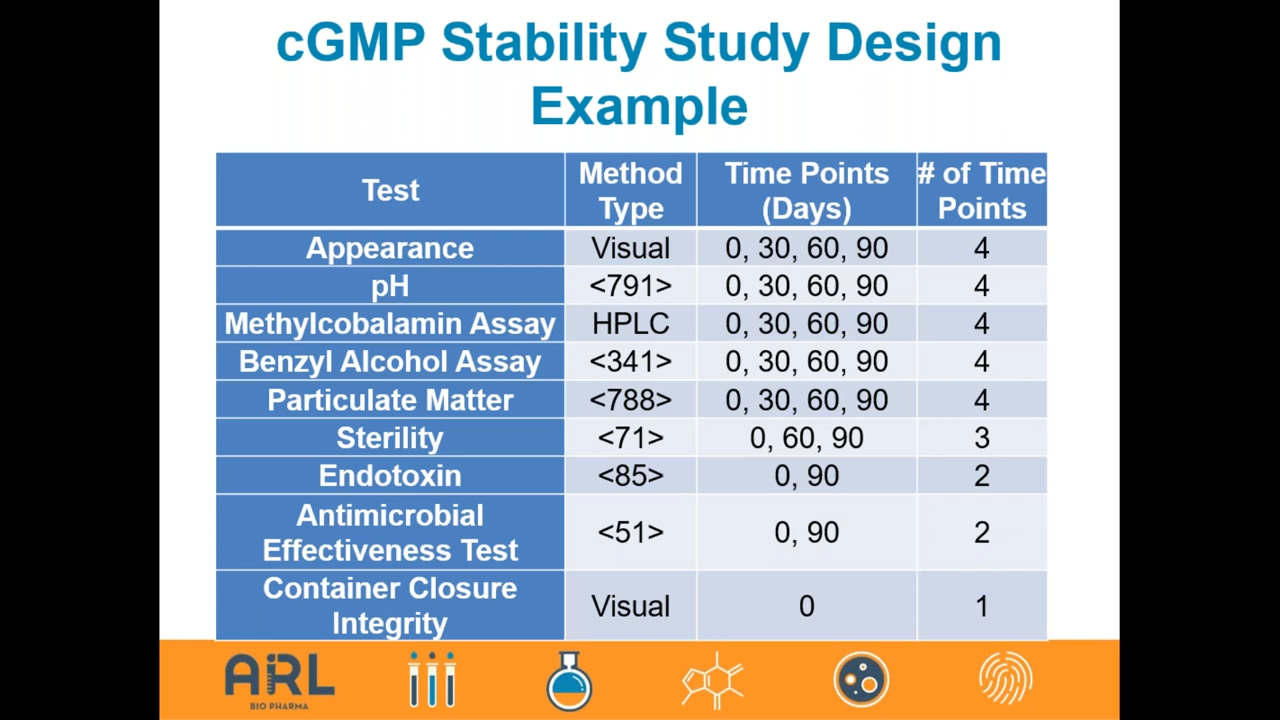 cGMP Stability Study Design
Example
Test
Method
Type
Time Points
(Days)
# of Time
Points
Appearance
Visual
0, 30, 60, 90
4
pH
<791>
0, 30, 60, 90
4
Methylcobalamin Assay
HPLC
0, 30, 60, 90
4
Benzyl Alcohol Assay
<341>
0, 30, 60, 90
4
Particulate Matter
<788>
0, 30, 60, 90
4
Sterility
<71>
0, 60, 90
3
Endotoxin
<85>
0, 90
2
Antimicrobial
Effectiveness Test
<51>
0, 90
2
Container Closure
Integrity
Visual
0
1
ARL
BIO PHARMA